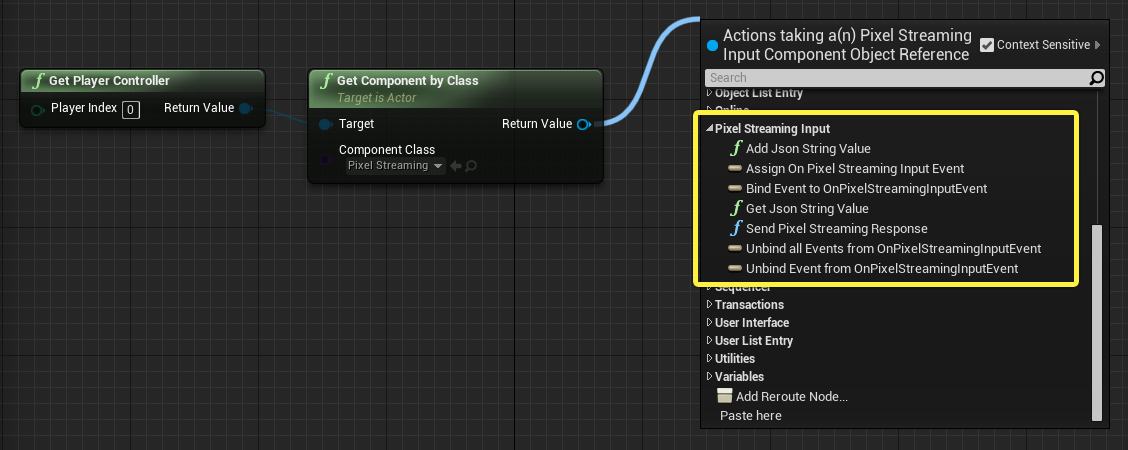 Get Player Controller
Player Index 0 Return Value
Get Component by Class
Target is Actor
Target Return Value
Component Class
Pixel Streaming
Actions taking a(n) Pixel Streaming
Input Component Object Reference
Context Sensitive
Search
Object List Entry
Online
Pixel Streaming Input
Add Json String Value
Assign On Pixel Streaming Input Event
Bind Event to OnPixelStreamingInputEvent
Get Json String Value
Send Pixel Streaming Response
Unbind all Events from OnPixelStreamingInputEvent
Unbind Event from OnPixelStreamingInputEvent
Sequencer
Transactions
User Interface
User List Entry
Utilities
Variables
Add Reroute Node...
Paste here